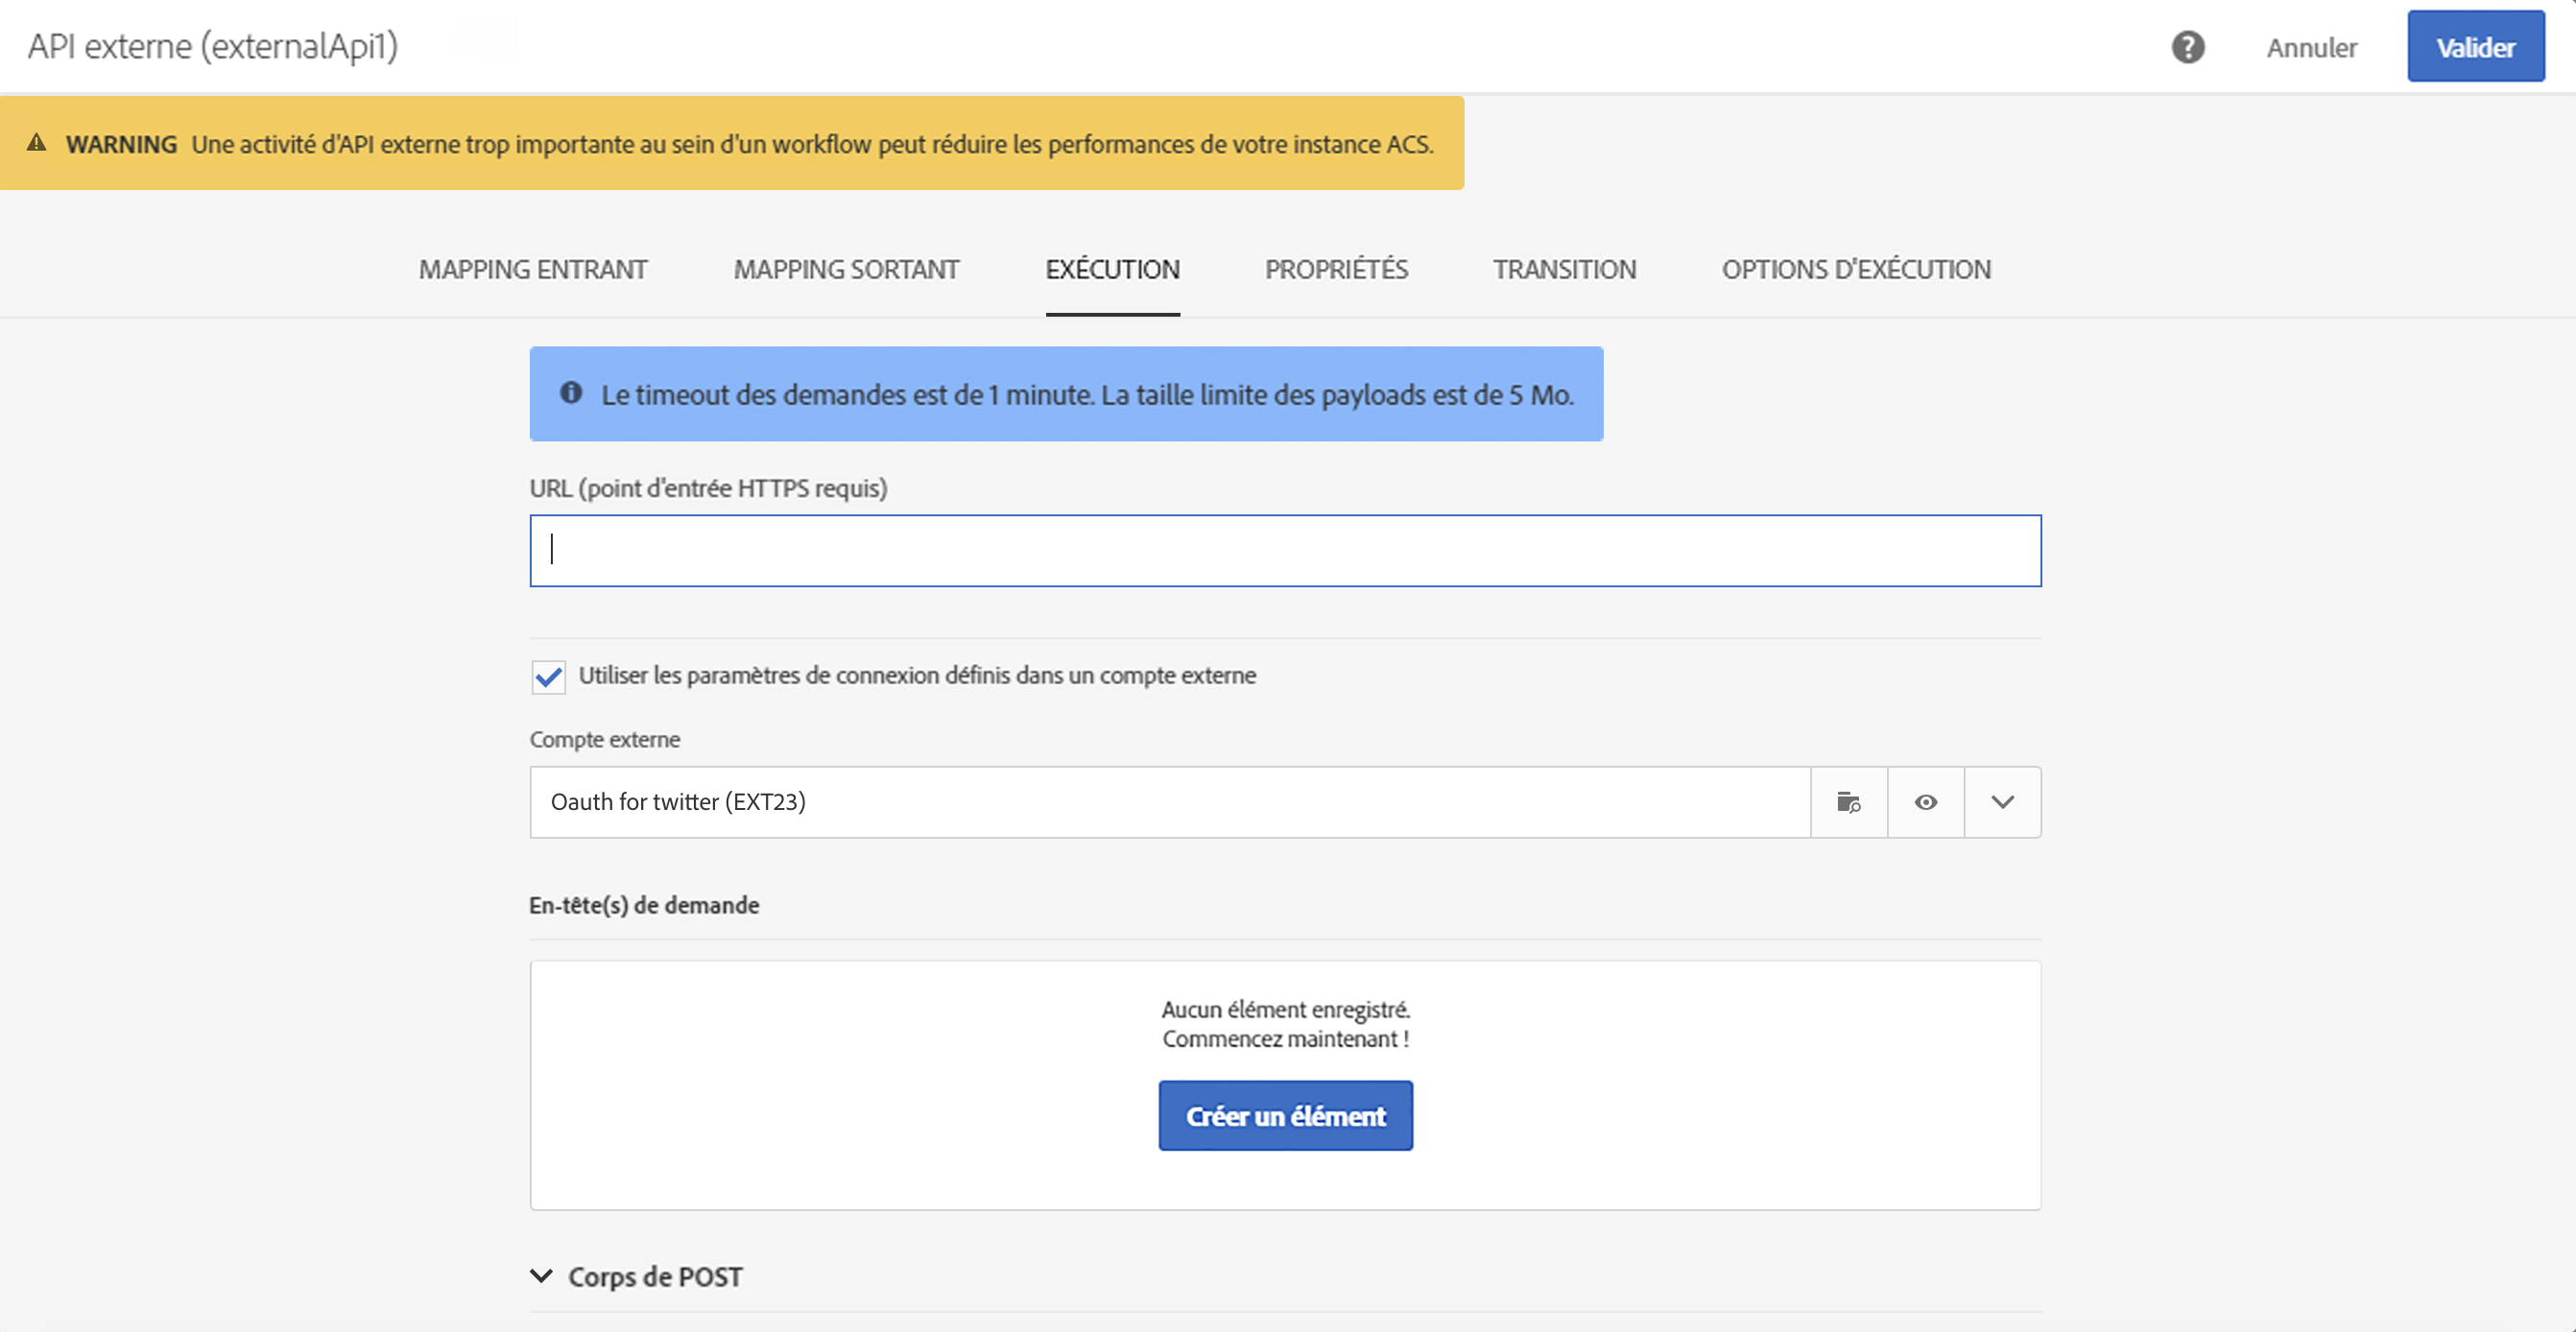 API externe (externalApi1)
Annuler
Valider
WARNING Une activité d'API externe trop importante au sein d'un workflow peut réduire les performances de votre instance ACS.
MAPPING ENTRANT
MAPPING SORTANT
EXÉCUTION
PROPRIÉTÉS
TRANSITION
OPTIONS D'EXÉCUTION
Le timeout des demandes est de 1 minute. La taille limite des payloads est de 5 Mo.
URL (point d'entrée HTTPS requis)
Utiliser les paramètres de connexion définis dans un compte externe
Compte externe
Oauth for twitter (EXT23)
En-tête(s) de demande
Aucun élément enregistré.
Commencez maintenant !
Créer un élément
Corps de POST